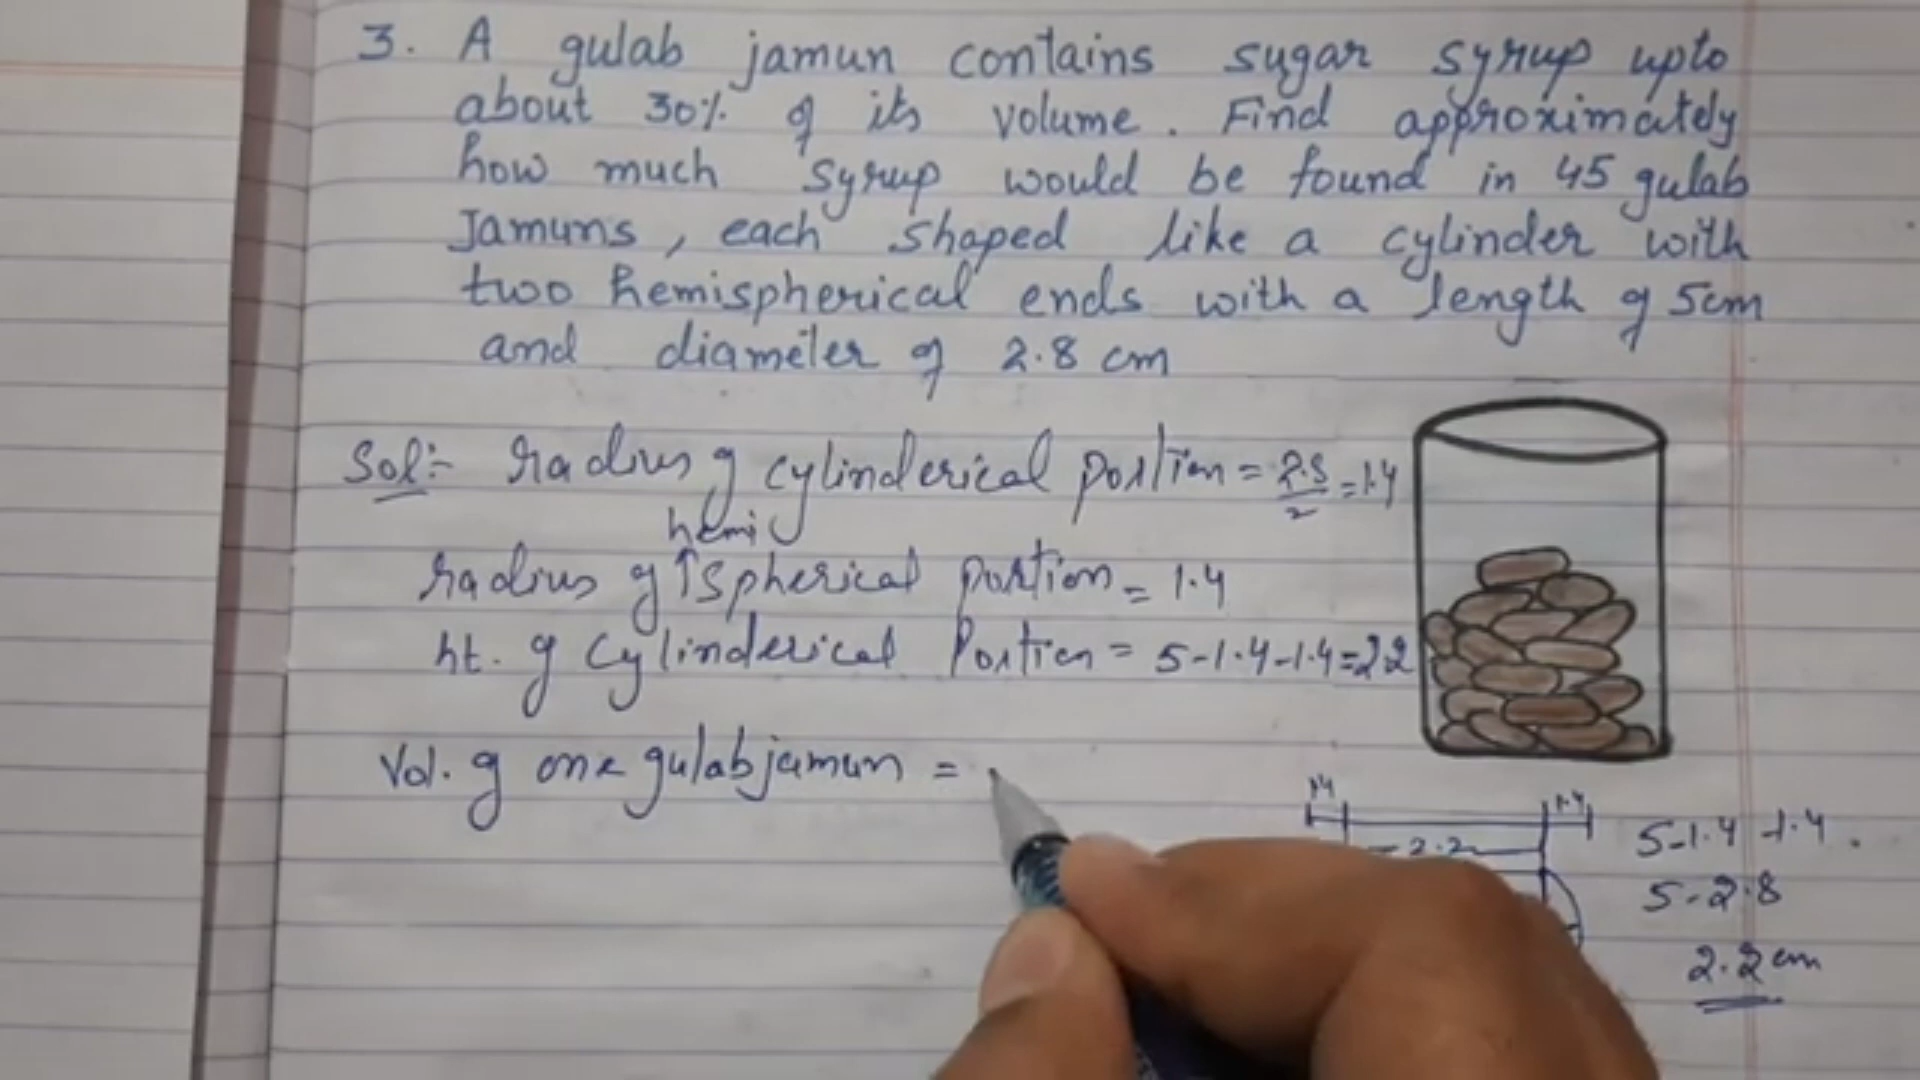 3. A gulab jamun contains sugar syrup upto
about 30% of its volume. Find approximately
how much syrup would be found in 45 gulab
Jamuns, each shaped like a cylinder with
two hemispherical ends with a length of 5cm
and diameter of 2.8 cm
Sol:- radius of cylinderical portion = 2.8/2 = 1.4
hemi
radius of ↑ spherical portion = 1.4
ht. of Cylinderical Portion = 5-1.4-1.4=2.2
Vol. of one gulabjamun =
1.4 1.4
2.2
5-1.4-1.4.
5-2.8
2.2cm